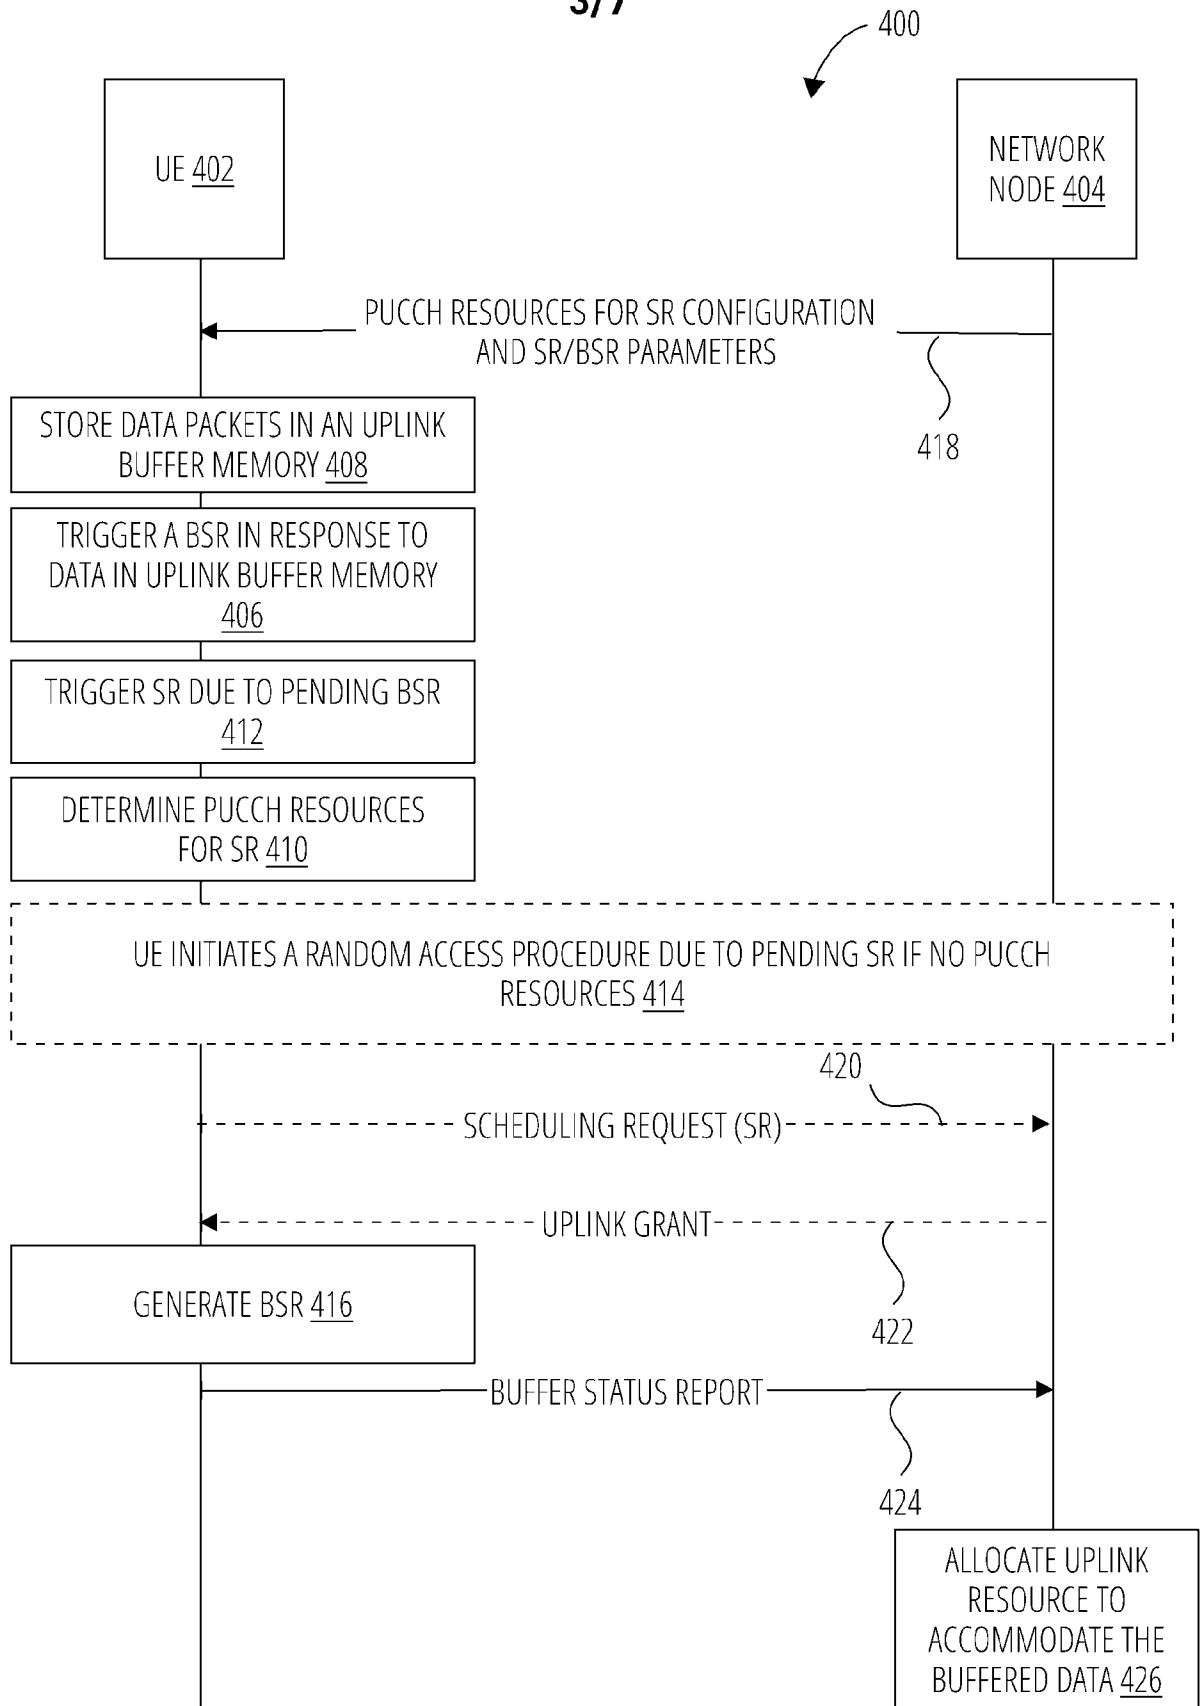 3/7
400
UE 402
NETWORK
NODE 404
PUCCH RESOURCES FOR SR CONFIGURATION
AND SR/BSR PARAMETERS
418
STORE DATA PACKETS IN AN UPLINK
BUFFER MEMORY 408
TRIGGER A BSR IN RESPONSE TO
DATA IN UPLINK BUFFER MEMORY
406
TRIGGER SR DUE TO PENDING BSR
412
DETERMINE PUCCH RESOURCES
FOR SR 410
UE INITIATES A RANDOM ACCESS PROCEDURE DUE TO PENDING SR IF NO PUCCH
RESOURCES 414
420
SCHEDULING REQUEST (SR)
UPLINK GRANT
422
GENERATE BSR 416
BUFFER STATUS REPORT
424
ALLOCATE UPLINK
RESOURCE TO
ACCOMMODATE THE
BUFFERED DATA 426